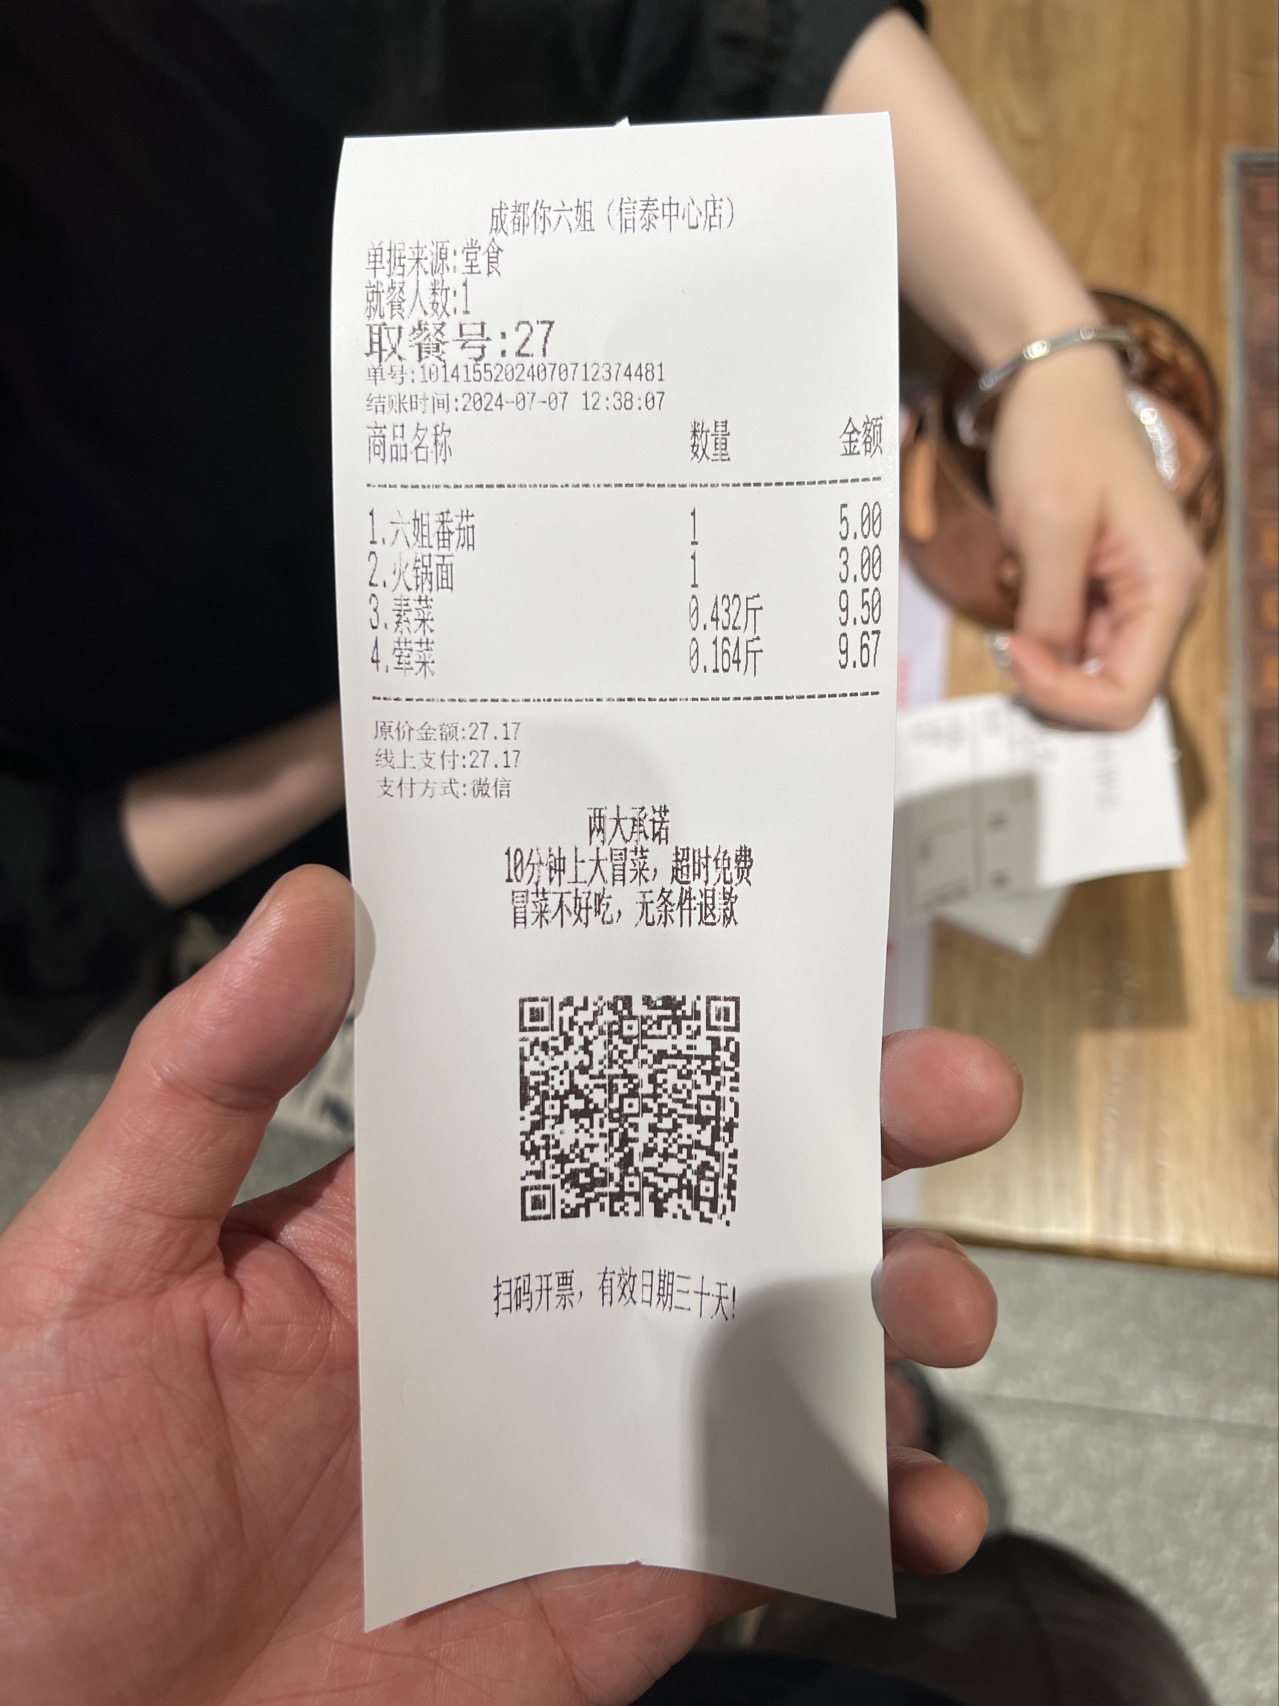 成都你六姐（信泰中心店）
单据来源:堂食
就餐人数:1
取餐号:27
单号:10141552024070712374481
结账时间:2024-07-07 12:38:07
商品名称 数量 金额
1.六姐番茄 1 5.00
2.火锅面 1 3.00
3.素菜 0.432斤 9.50
4.荤菜 0.164斤 9.67
原价金额:27.17
线上支付:27.17
支付方式:微信
两大承诺
10分钟上大冒菜，超时免费
冒菜不好吃，无条件退款
扫码开票，有效日期三十天!